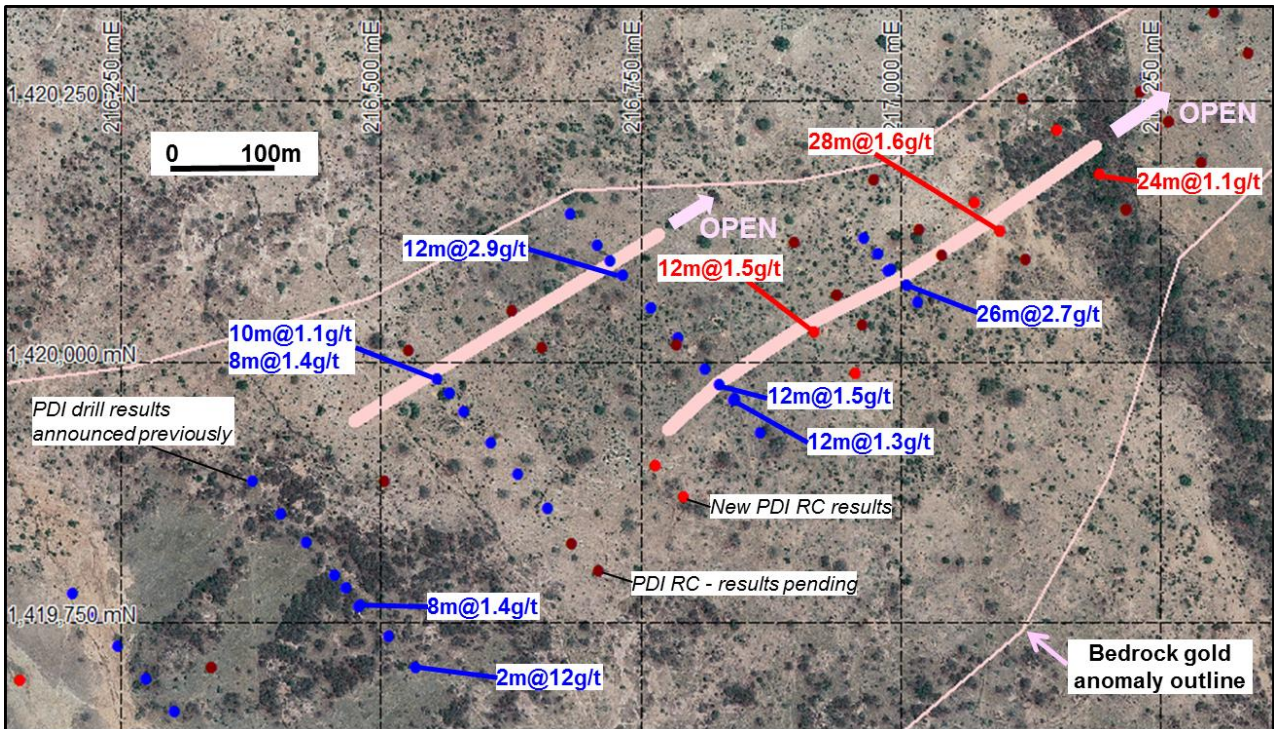 216,250 mE
216,500 mE
216,750 mE
217,000 mE
217,250 mE
1,420,250 mN
0 100m
28m@1.6g/t
OPEN
24m@1.1g/t
OPEN
12m@2.9g/t
12m@1.5g/t
26m@2.7g/t
10m@1.1g/t
8m@1.4g/t
1,420,000 mN
PDI drill results
announced previously
12m@1.5g/t
12m@1.3g/t
New PDI RC results
PDI RC - results pending
8m@1.4g/t
1,419,750 mN
2m@12g/t
Bedrock gold
anomaly outline